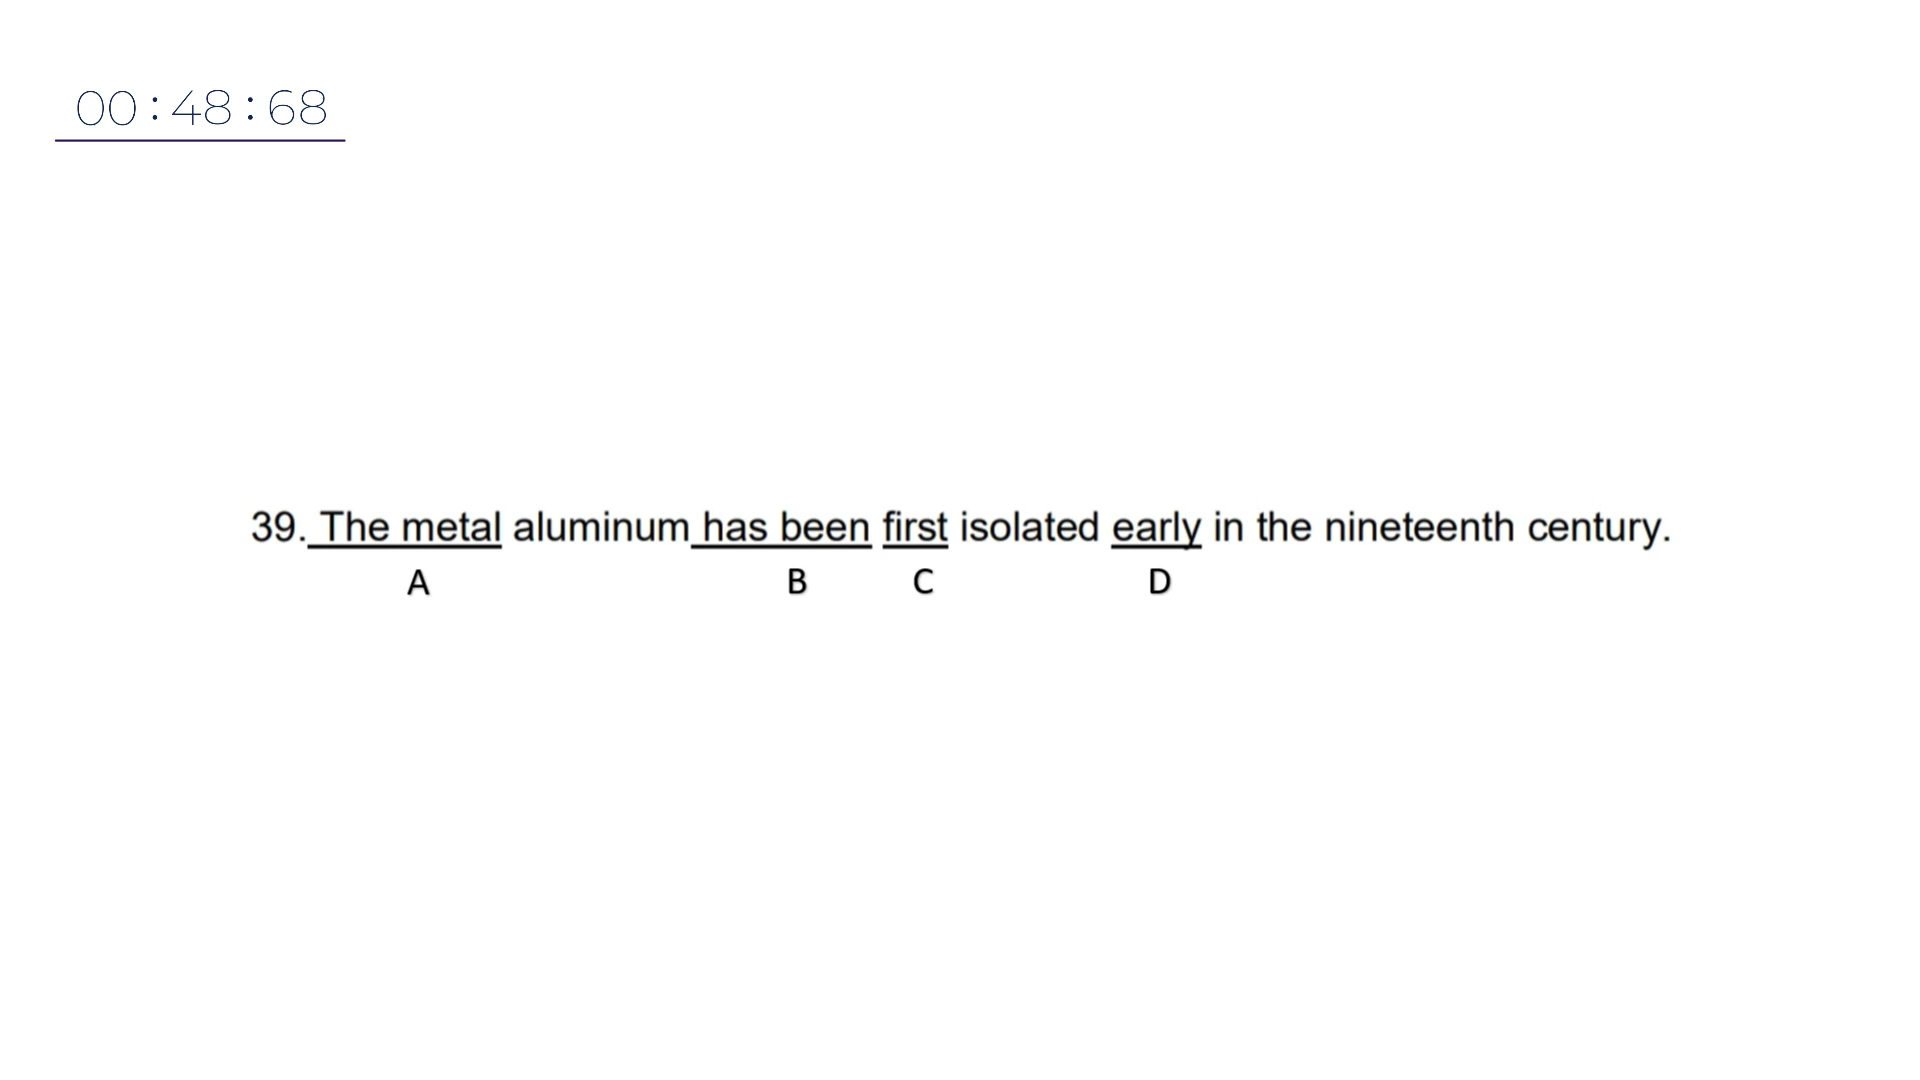 00:48:68
39. The metal aluminum has been first isolated early in the nineteenth century.
A B C D